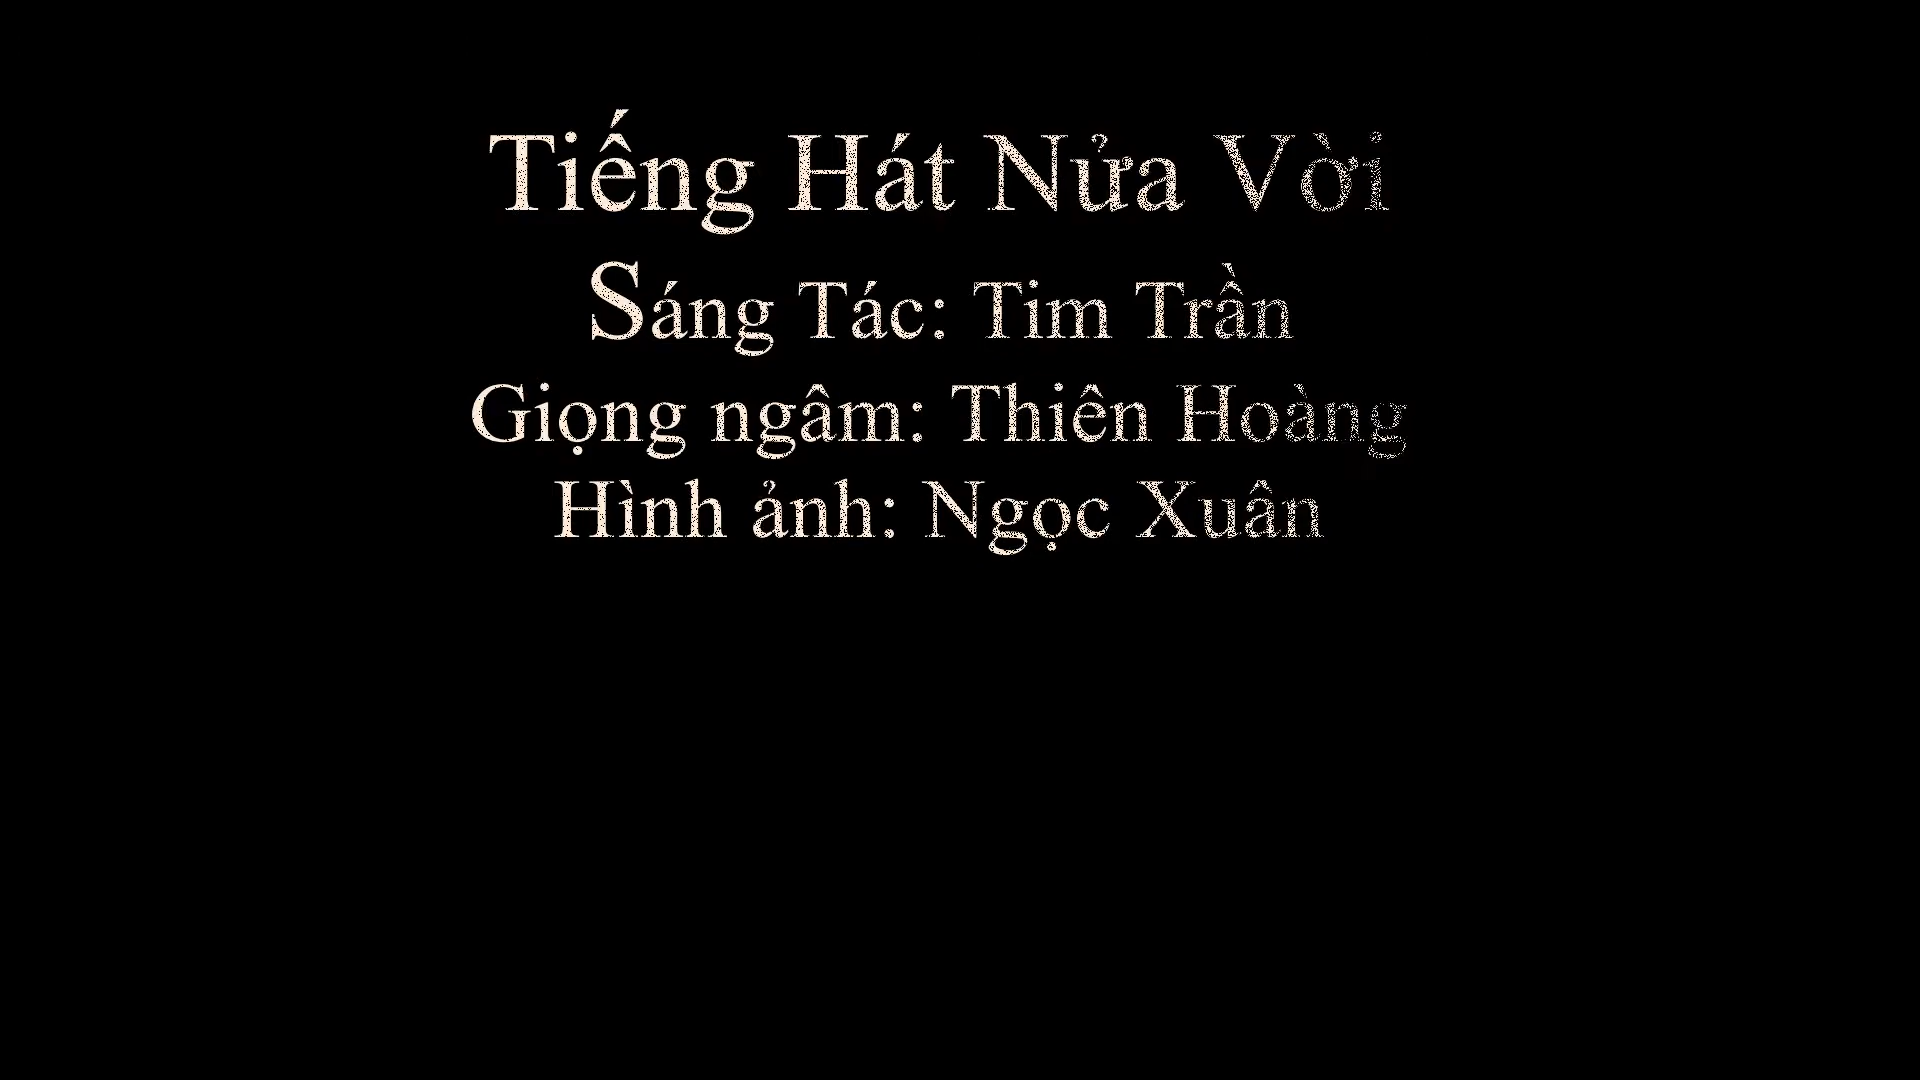 Tiếng Hát Nửa Vời
Sáng Tác: Tim Trần
Giọng ngâm: Thiên Hoàng
Hình ảnh: Ngọc Xuân